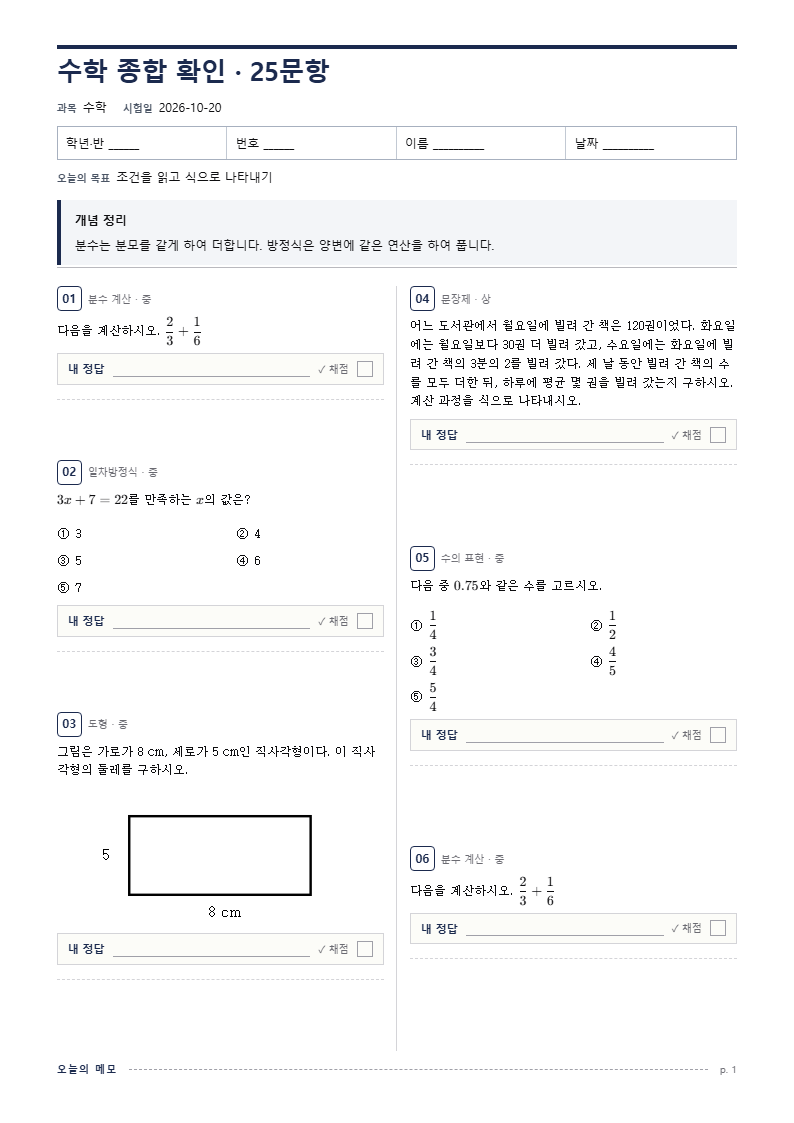 수학 종합 확인 · 25문항
과목 수학 시험일 2026-10-20
학년·반 _____ 번호 _____ 이름 ________ 날짜 ________
오늘의 목표 조건을 읽고 식으로 나타내기
개념 정리
분수는 분모를 같게 하여 더합니다. 방정식은 양변에 같은 연산을 하여 풉니다.
01 분수 계산 · 중
다음을 계산하시오. 2/3 + 1/6
내 정답 ✓ 채점
02 일차방정식 · 중
3x + 7 = 22를 만족하는 x의 값은?
① 3 ② 4
③ 5 ④ 6
⑤ 7
내 정답 ✓ 채점
03 도형 · 중
그림은 가로가 8 cm, 세로가 5 cm인 직사각형이다. 이 직사
각형의 둘레를 구하시오.
5
8 cm
내 정답 ✓ 채점
04 문장제 · 상
어느 도서관에서 월요일에 빌려 간 책은 120권이었다. 화요일
에는 월요일보다 30권 더 빌려 갔고, 수요일에는 화요일에 빌
려 간 책의 3분의 2를 빌려 갔다. 세 날 동안 빌려 간 책의 수
를 모두 더한 뒤, 하루에 평균 몇 권을 빌려 갔는지 구하시오.
계산 과정을 식으로 나타내시오.
내 정답 ✓ 채점
05 수의 표현 · 중
다음 중 0.75와 같은 수를 고르시오.
① 1/4 ② 1/2
③ 3/4 ④ 4/5
⑤ 5/4
내 정답 ✓ 채점
06 분수 계산 · 중
다음을 계산하시오. 2/3 + 1/6
내 정답 ✓ 채점
오늘의 메모 p. 1